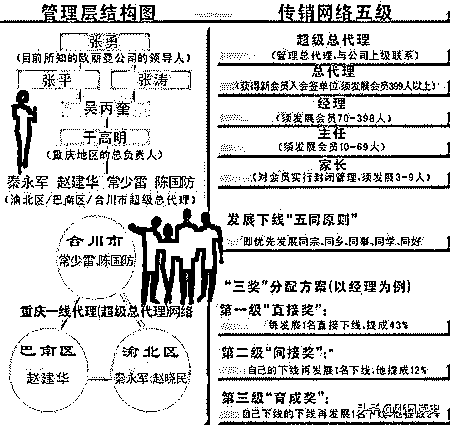 管理层结构图
张勇
(目前所知的欧丽亚公司的领导人)
张平 张涛
吴丙奎
于高明
(重庆地区的总负责人)
秦永军 赵建华 常少雷 陈国防
(渝北区/巴南区/合川市超级总代理)
合川市
常少雷、陈国防
重庆一线代理(超级总代理)网络
巴南区
赵建华
渝北区
秦永军、赵晓民
传销网络五级
超级总代理
(管理总代理，与公司上级联系)
总代理
(获得新会员入会签单位，须发展会员399人以上)
经理
(须发展会员70-398人)
主任
(须发展会员10-69人)
家长
(对会员实行封闭管理，须发展3-9人)
发展下线“五同原则”
即优先发展同宗、同乡、同事、同学、同好
“三奖”分配方案(以经理为例)
第一级“直接奖”:
每发展1名直接下线，提成43%
第二级“间接奖”:
自己的下线再发展1名下线，他提成12%
第三级“育成奖”:
自己下线的下线再发展1名下线